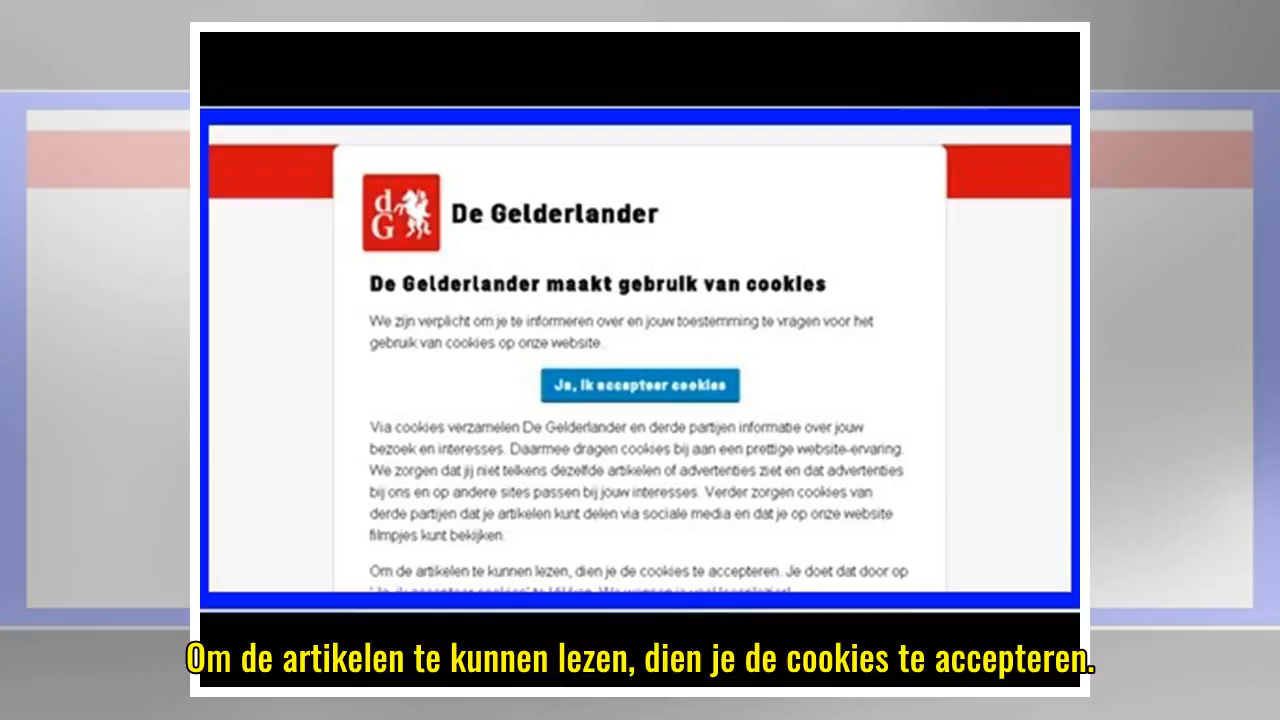 dG
De Gelderlander
De Gelderlander maakt gebruik van cookies
We zijn verplicht om je te informeren over en jouw toestemming te vragen voor het
gebruik van cookies op onze website.
Ja, ik accepteer cookies
Via cookies verzamelen De Gelderlander en derde partijen informatie over jouw
bezoek en interesses. Daarmee dragen cookies bij aan een prettige website-ervaring.
We zorgen dat jij niet telkens dezelfde artikelen of advertenties ziet en dat advertenties
bij ons en op andere sites passen bij jouw interesses. Verder zorgen cookies van
derde partijen dat je artikelen kunt delen via sociale media en dat je op onze website
filmpjes kunt bekijken.
Om de artikelen te kunnen lezen, dien je de cookies te accepteren. Je doet dat door op
Om de artikelen te kunnen lezen, dien je de cookies te accepteren.